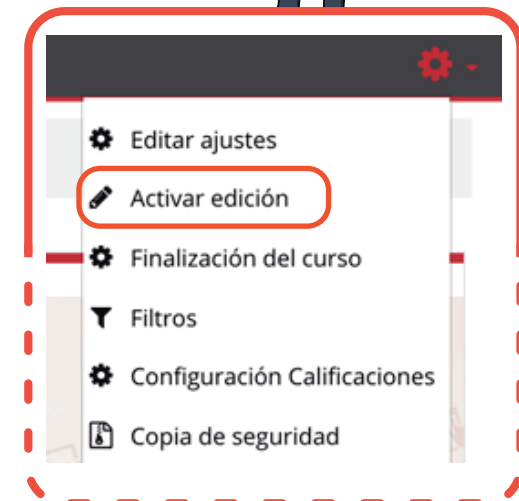 Editar ajustes
Activar edición
Finalización del curso
Filtros
Configuración Calificaciones
Copia de seguridad